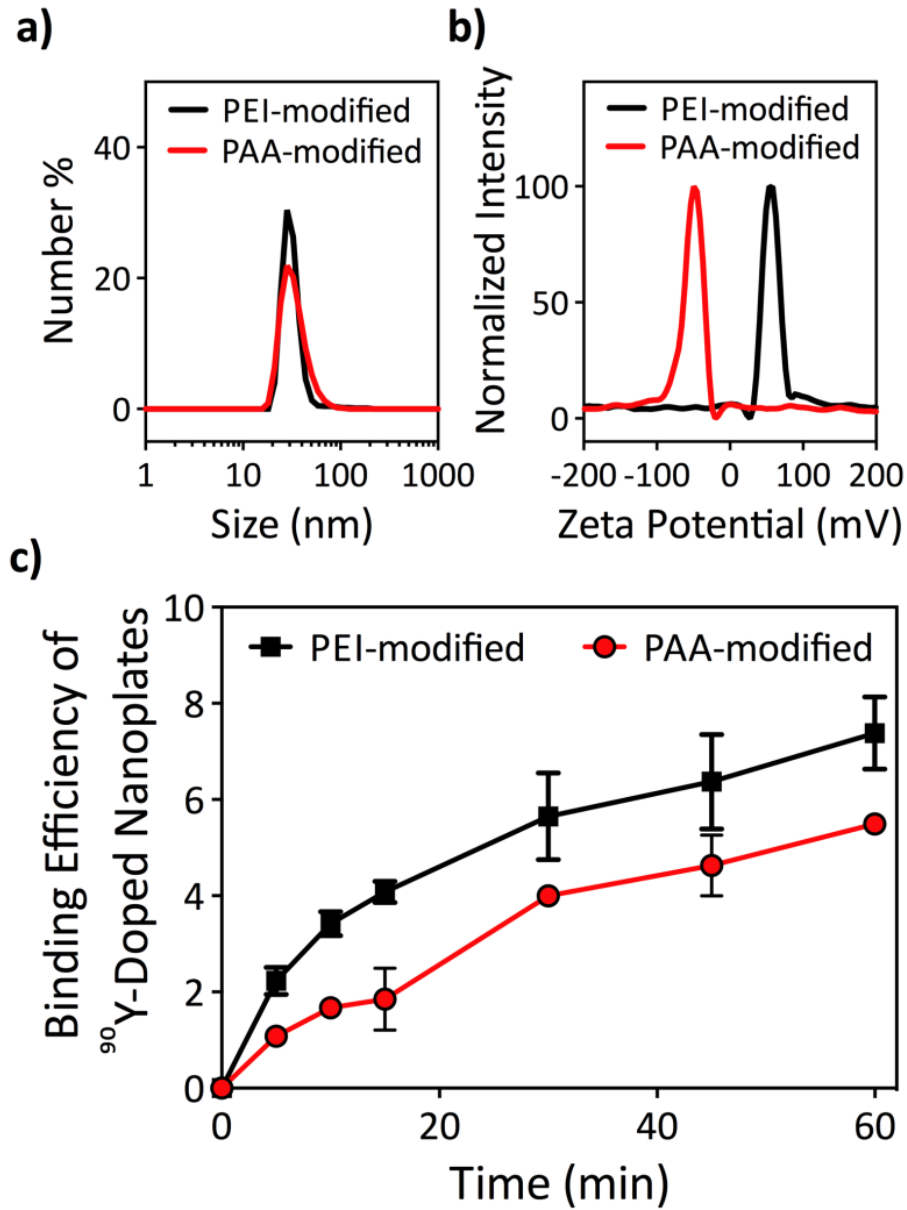 a)
PEI-modified
PAA-modified
Number %
40
20
0
1 10 100 1000
Size (nm)
b)
PEI-modified
PAA-modified
Normalized Intensity
100
50
0
-200 -100 0 100 200
Zeta Potential (mV)
c)
PEI-modified PAA-modified
Binding Efficiency of
⁹⁰Y-Doped Nanoplates
10
8
6
4
2
0
0 20 40 60
Time (min)